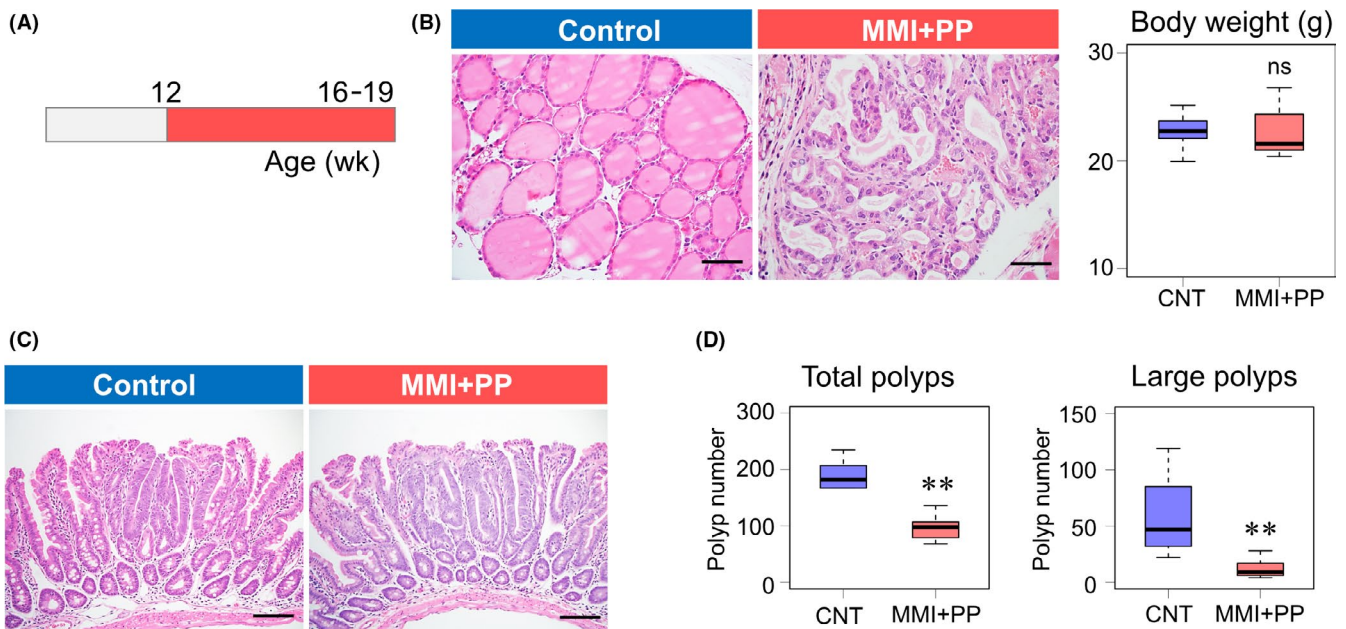 (A)
12
16-19
Age (wk)
(B)
Control
MMI+PP
Body weight (g)
30
20
10
ns
CNT
MMI+PP
(C)
Control
MMI+PP
(D)
Total polyps
Polyp number
300
200
100
0
**
CNT
MMI+PP
Large polyps
Polyp number
150
100
50
0
**
CNT
MMI+PP